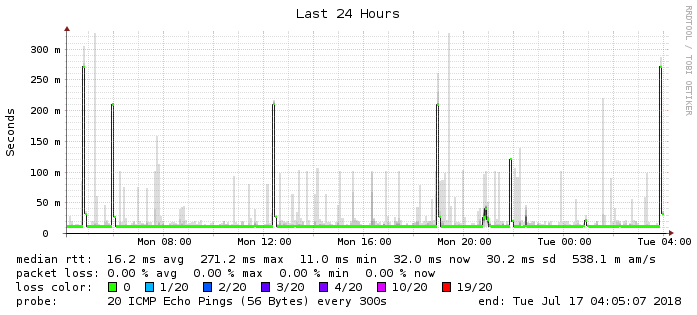 Last 24 Hours
RRDTOOL / TOBI OETIKER
Seconds
300 m
250 m
200 m
150 m
100 m
50 m
0
Mon 08:00 Mon 12:00 Mon 16:00 Mon 20:00 Tue 00:00 Tue 04:00
median rtt: 16.2 ms avg 271.2 ms max 11.0 ms min 32.0 ms now 30.2 ms sd 538.1 m am/s
packet loss: 0.00 % avg 0.00 % max 0.00 % min 0.00 % now
loss color: 0 1/20 2/20 3/20 4/20 10/20 19/20
probe: 20 ICMP Echo Pings (56 Bytes) every 300s end: Tue Jul 17 04:05:07 2018